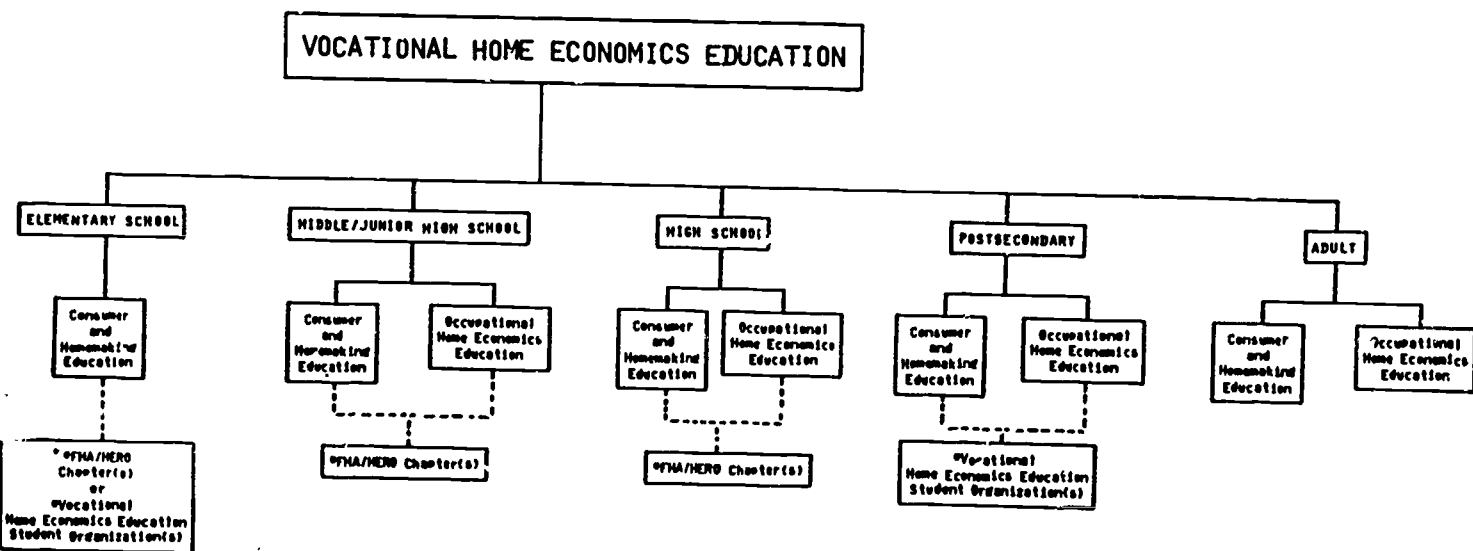 VOCATIONAL HOME ECONOMICS EDUCATION
ELEMENTARY SCHOOL
MIDDLE/JUNIOR HIGH SCHOOL
HIGH SCHOOL
POSTSECONDARY
ADULT
Consumer
and
Homemaking
Education
Consumer
and
Homemaking
Education
Occupational
Home Economics
Education
Consumer
and
Homemaking
Education
Occupational
Home Economics
Education
Consumer
and
Homemaking
Education
Occupational
Home Economics
Education
Consumer
and
Homemaking
Education
Occupational
Home Economics
Education
*FHA/HERO
Chapter(s)
or
*Vocational
Home Economics Education
Student Organization(s)
*FHA/HERO Chapter(s)
*FHA/HERO Chapter(s)
*Vocational
Home Economics Education
Student Organization(s)